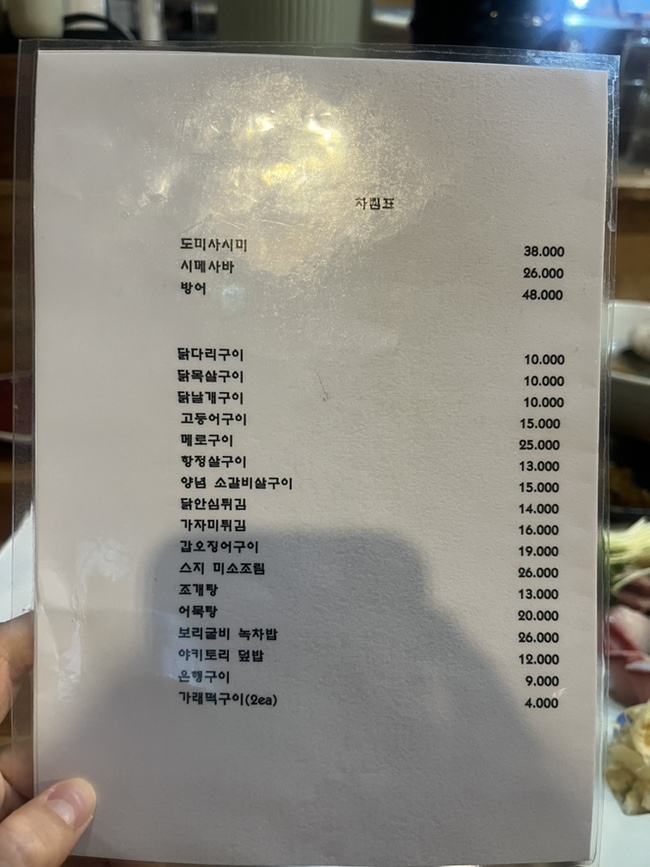 차림표
도미사시미 38.000
시메사바 26.000
방어 48.000
닭다리구이 10.000
닭목살구이 10.000
닭날개구이 10.000
고등어구이 15.000
메로구이 25.000
항정살구이 13.000
양념 소갈비살구이 15.000
닭안심튀김 14.000
가자미튀김 16.000
갑오징어구이 19.000
스지 미소조림 26.000
조개탕 13.000
어묵탕 20.000
보리굴비 녹차밥 26.000
야키토리 덮밥 12.000
은행구이 9.000
가래떡구이(2ea) 4.000